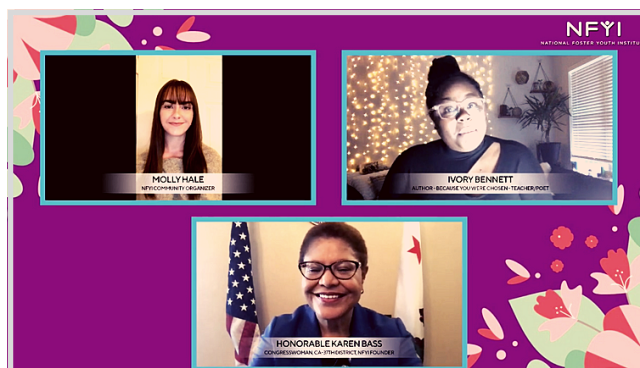 NFYI
NATIONAL FOSTER YOUTH INSTITU
MOLLY HALE
NFYI COMMUNITY ORGANIZER
IVORY BENNETT
AUTHOR - BECAUSE YOU WERE CHOSEN - TEACHER/POET
HONORABLE KAREN BASS
CONGRESSWOMAN, CA-37TH DISTRICT, NFYI FOUNDER